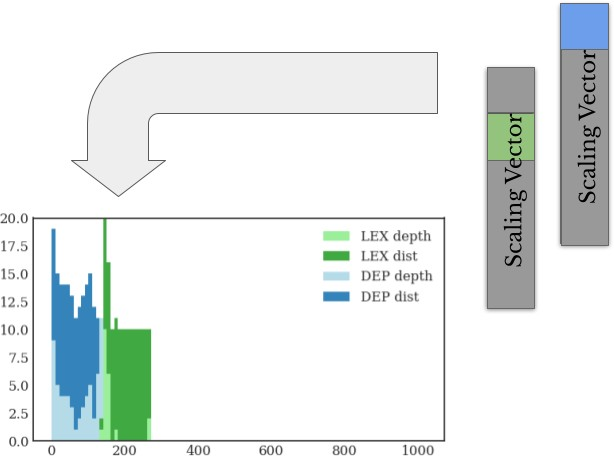 Scaling Vector
Scaling Vector
20.0
17.5
15.0
12.5
10.0
7.5
5.0
2.5
0.0
LEX depth
LEX dist
DEP depth
DEP dist
0 200 400 600 800 1000